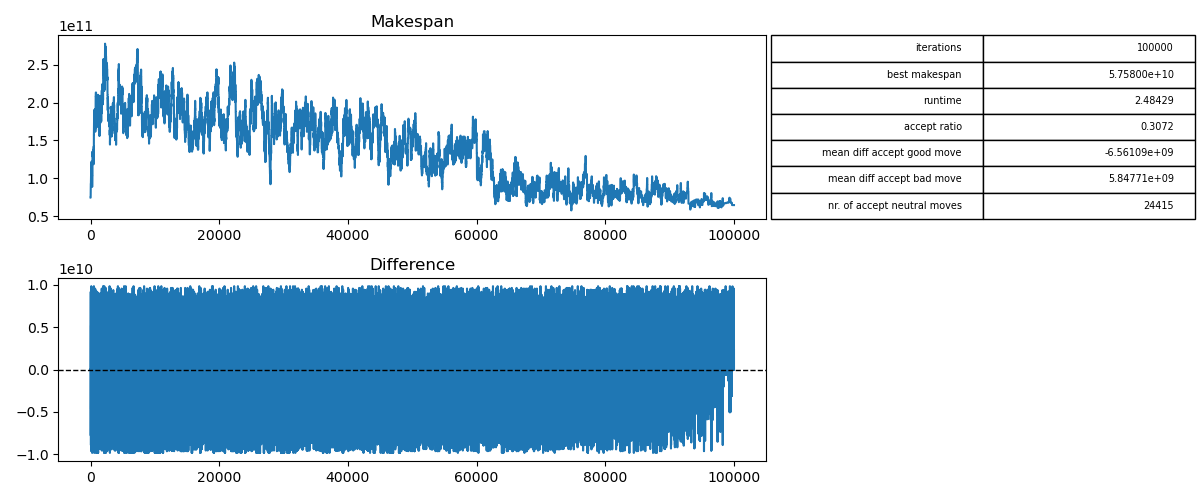 Makespan
1e11
2.5
2.0
1.5
1.0
0.5
0 20000 40000 60000 80000 100000
iterations 100000
best makespan 5.75800e+10
runtime 2.48429
accept ratio 0.3072
mean diff accept good move -6.56109e+09
mean diff accept bad move 5.84771e+09
nr. of accept neutral moves 24415
Difference
1e10
1.0
0.5
0.0
−0.5
−1.0
0 20000 40000 60000 80000 100000